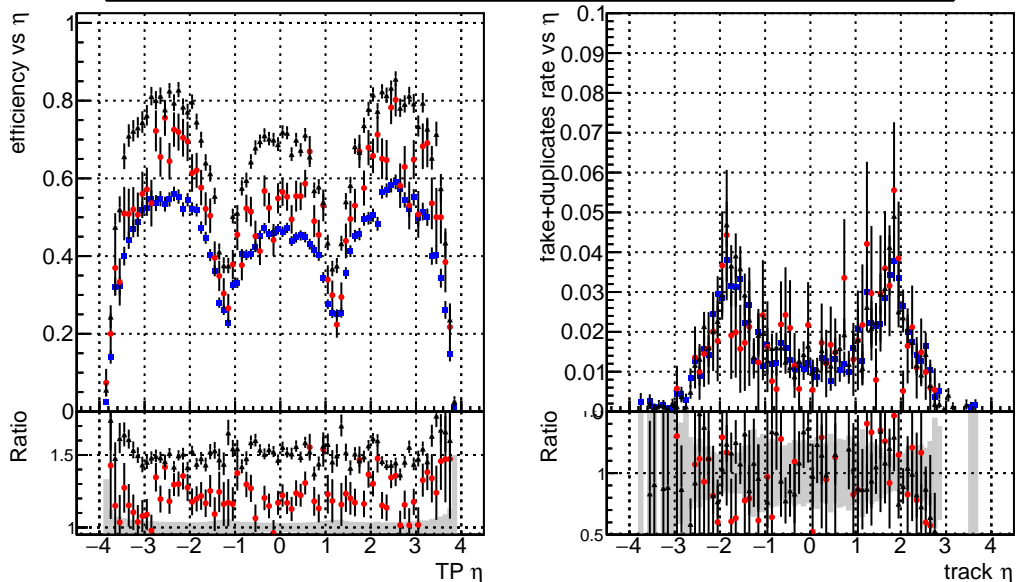 efficiency vs η
1
0.8
0.6
0.4
0.2
0
Ratio
1.5
1
−4 −3 −2 −1 0 1 2 3 4
TP η
fake+duplicates rate vs η
0.1
0.09
0.08
0.07
0.06
0.05
0.04
0.03
0.02
0.01
Ratio
1
0.5
−4 −3 −2 −1 0 1 2 3 4
track η